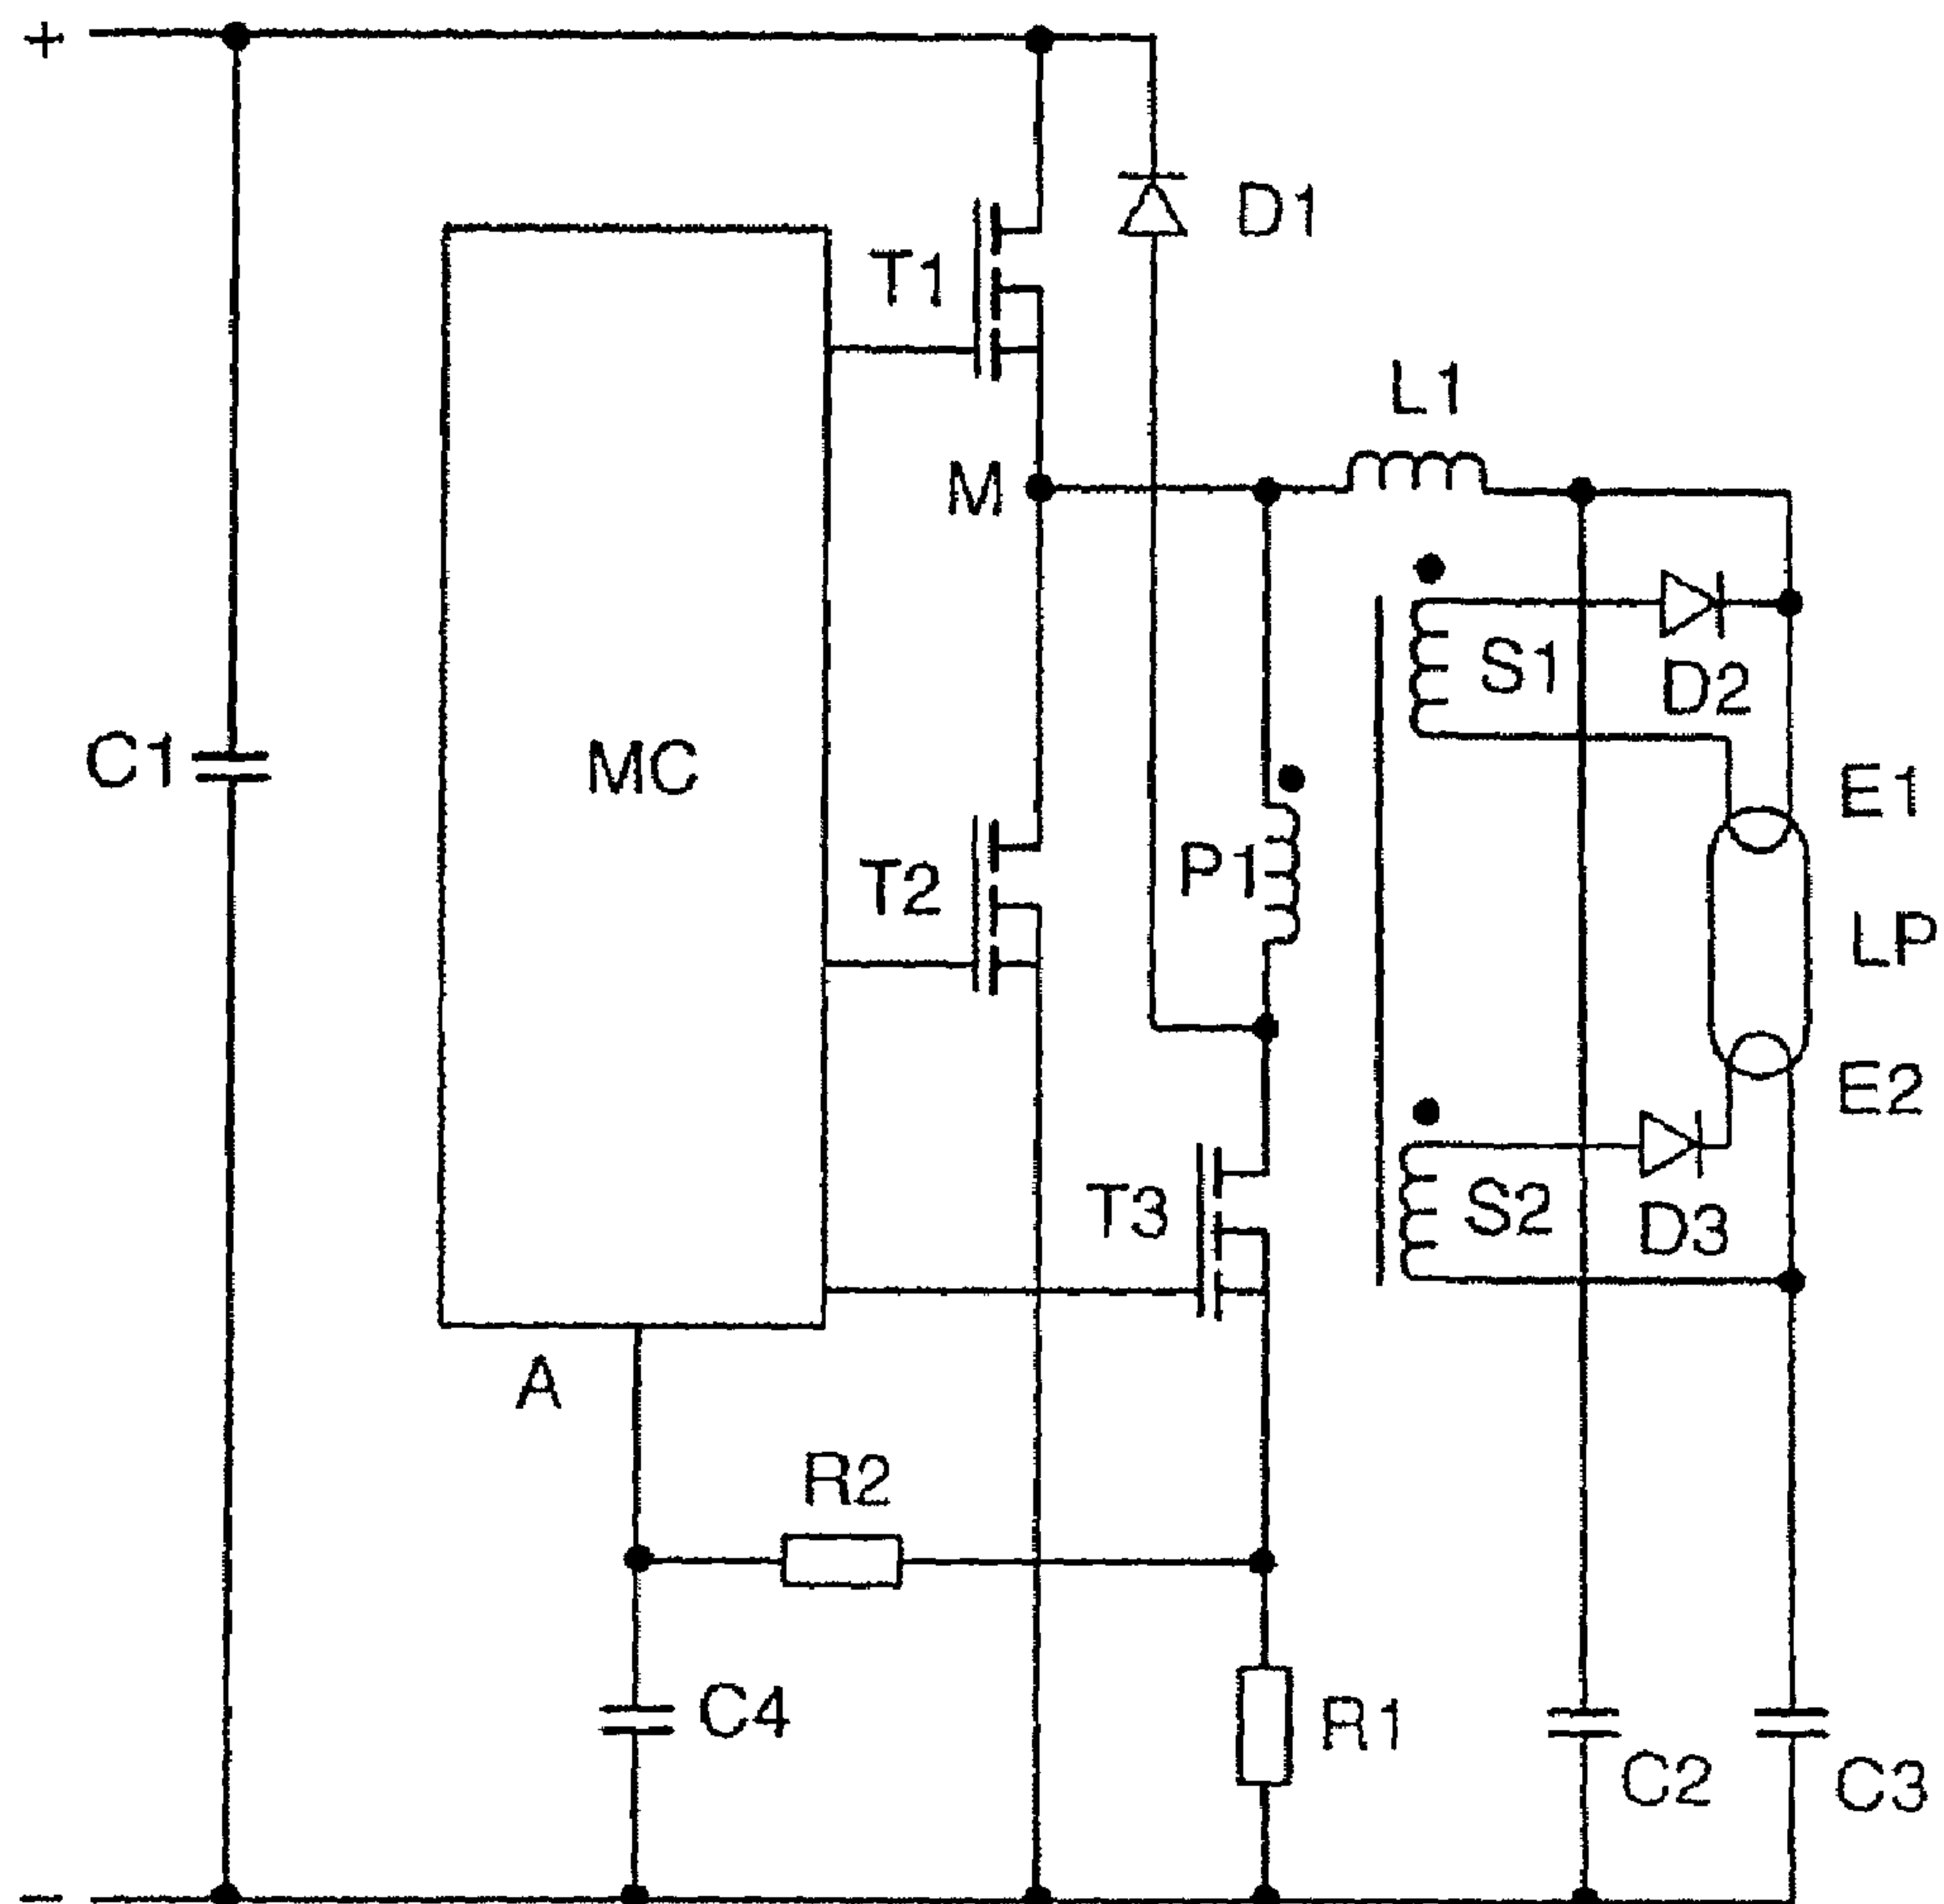 +
D1
T1
L1
M
S1
D2
C1
MC
E1
T2
P1
LP
E2
T3
S2
D3
A
R2
C4
R1
C2
C3
−